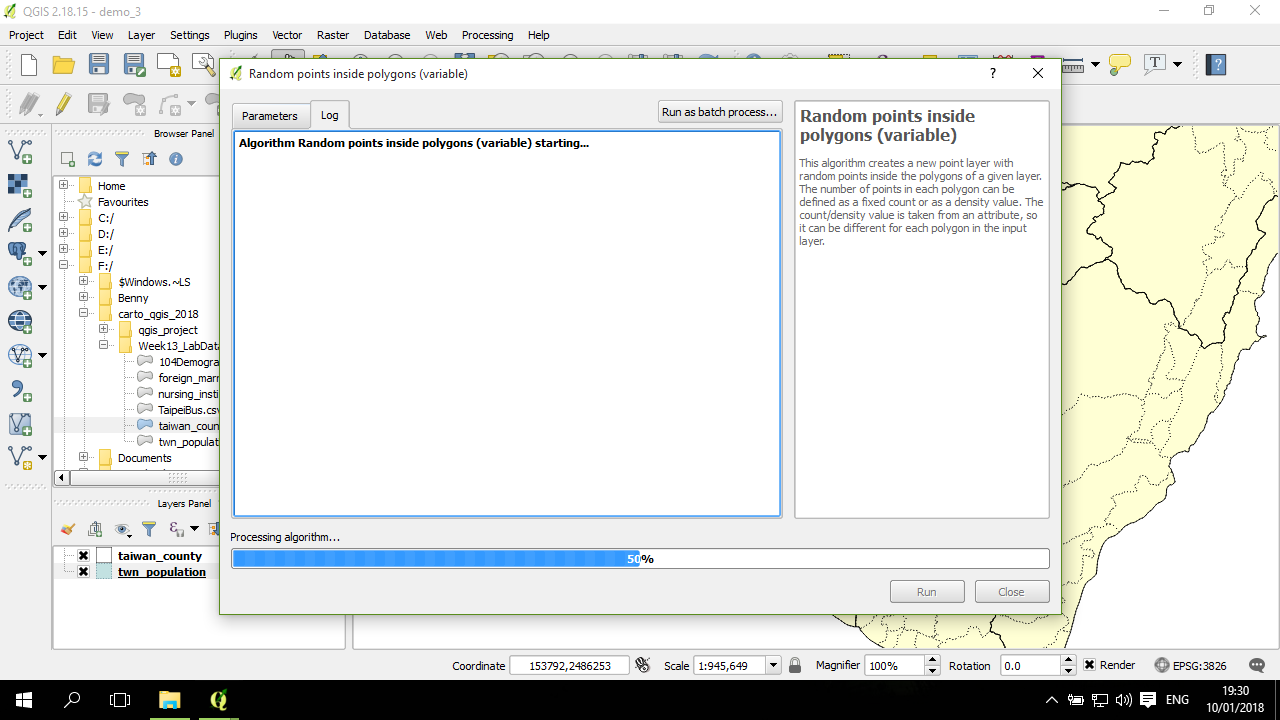 QGIS 2.18.15 - demo_3
Project Edit View Layer Settings Plugins Vector Raster Database Web Processing Help
Random points inside polygons (variable)
?
Parameters
Log
Run as batch process...
Algorithm Random points inside polygons (variable) starting...
Random points inside
polygons (variable)
This algorithm creates a new point layer with
random points inside the polygons of a given layer.
The number of points in each polygon can be
defined as a fixed count or as a density value. The
count/density value is taken from an attribute, so
it can be different for each polygon in the input
layer.
Processing algorithm...
50%
Run
Close
Browser Panel
Home
Favourites
C:/
D:/
E:/
F:/
$Windows.~LS
Benny
carto_qgis_2018
qgis_project
Week13_LabData
104Demogra
foreign_marr
nursing_insti
TaipeiBus.csv
taiwan_coun
twn_populati
Documents
Layers Panel
taiwan_county
twn_population
Coordinate 153792,2486253 Scale 1:945,649 Magnifier 100% Rotation 0.0 Render EPSG:3826
ENG
19:30
10/01/2018